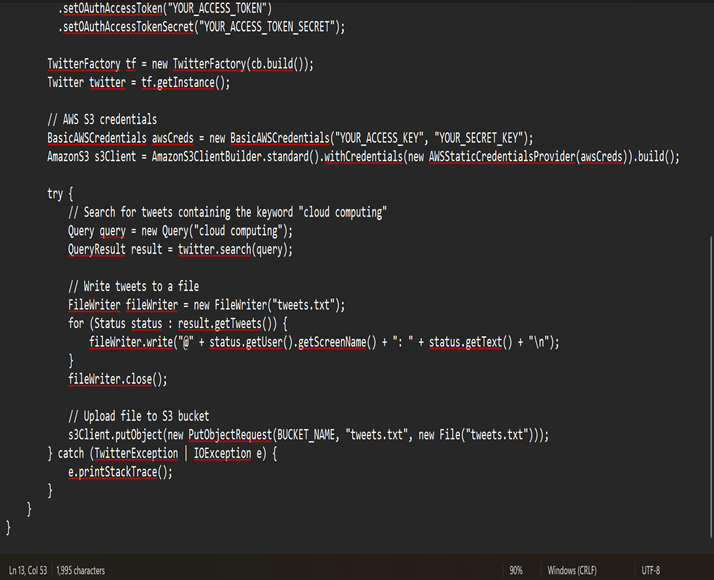 .setOAuthAccessToken("YOUR_ACCESS_TOKEN")
.setOAuthAccessTokenSecret("YOUR_ACCESS_TOKEN_SECRET");
TwitterFactory tf = new TwitterFactory(cb.build());
Twitter twitter = tf.getInstance();
// AWS S3 credentials
BasicAWSCredentials awsCreds = new BasicAWSCredentials("YOUR_ACCESS_KEY", "YOUR_SECRET_KEY");
AmazonS3 s3Client = AmazonS3ClientBuilder.standard().withCredentials(new AWSStaticCredentialsProvider(awsCreds)).build();
try {
// Search for tweets containing the keyword "cloud computing"
Query query = new Query("cloud computing");
QueryResult result = twitter.search(query);
// Write tweets to a file
FileWriter fileWriter = new FileWriter("tweets.txt");
for (Status status : result.getTweets()) {
fileWriter.write("@" + status.getUser().getScreenName() + ": " + status.getText() + "\n");
}
fileWriter.close();
// Upload file to S3 bucket
s3Client.putObject(new PutObjectRequest(BUCKET_NAME, "tweets.txt", new File("tweets.txt")));
} catch (TwitterException | IOException e) {
e.printStackTrace();
}
}
}
Ln 13, Col 53 1,995 characters 90% Windows (CRLF) UTF-8